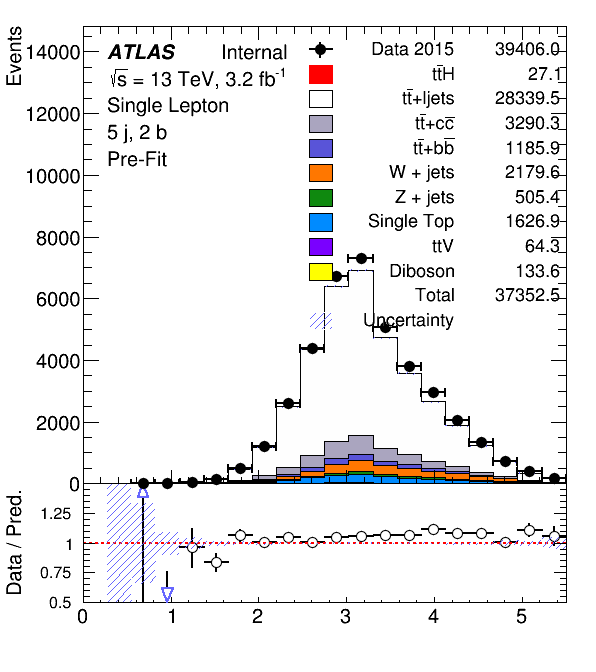 Events
14000
12000
10000
8000
6000
4000
2000
0
ATLAS Internal
√s = 13 TeV, 3.2 fb⁻¹
Single Lepton
5 j, 2 b
Pre-Fit
Data 2015 39406.0
tt̄H 27.1
tt̄+ljets 28339.5
tt̄+cc̄ 3290.3
tt̄+bb̄ 1185.9
W + jets 2179.6
Z + jets 505.4
Single Top 1626.9
ttV 64.3
Diboson 133.6
Total 37352.5
Uncertainty
Data / Pred.
1.25
1
0.75
0.5
0 1 2 3 4 5